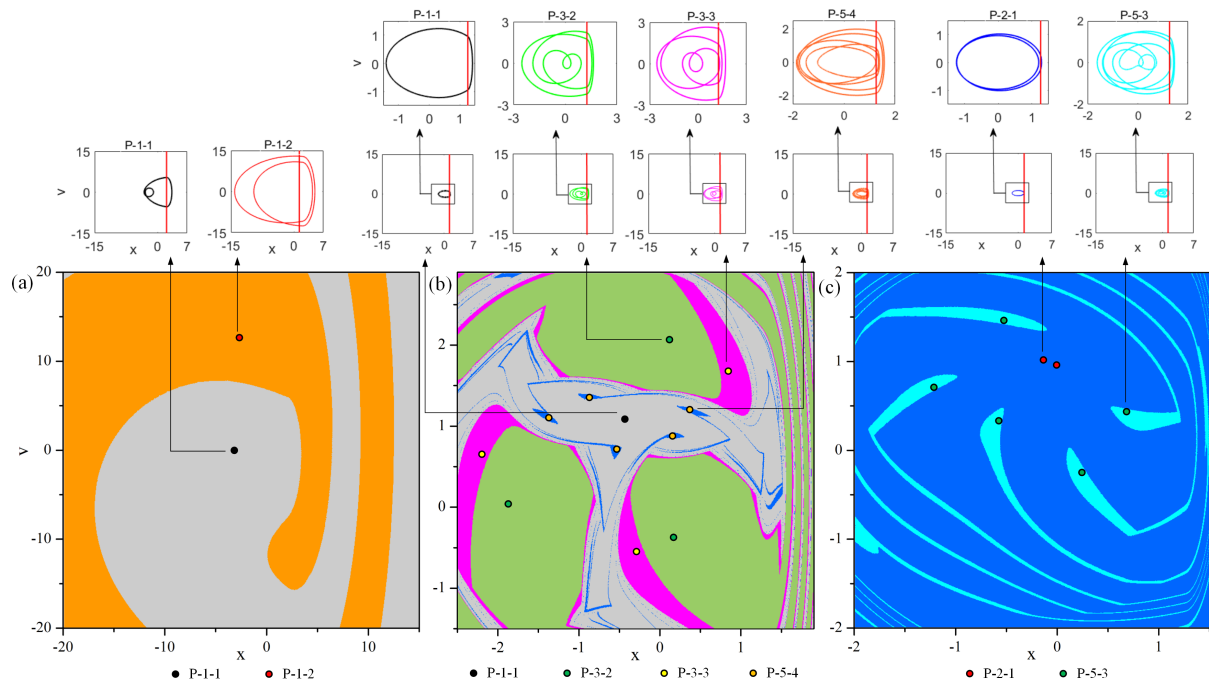 P-1-1 P-3-2 P-3-3 P-5-4 P-2-1 P-5-3
v 1 0 -1 3 0 -3 3 0 -3 2 1 0 -1 -2 1 0 -1 2 0 -2
-1 0 1 -3 0 3 -3 0 3 -2 0 2 -1 0 1 -2 0 2
P-1-1 P-1-2
v 15 0 -15 15 0 -15 15 0 -15 15 0 -15 15 0 -15 15 0 -15 15 0 -15 15 0 -15
-15 x 0 7 -15 x 0 7 -15 x 0 7 -15 x 0 7 -15 x 0 7 -15 x 0 7 -15 x 0 7 -15 x 0 7
(a) (b) (c)
v 20 10 0 -10 -20
2 1 0 -1
2 1 0 -1 -2
-20 -10 0 10
-2 -1 0 1
-2 -1 0 1
x x x
P-1-1 P-1-2 P-1-1 P-3-2 P-3-3 P-5-4 P-2-1 P-5-3